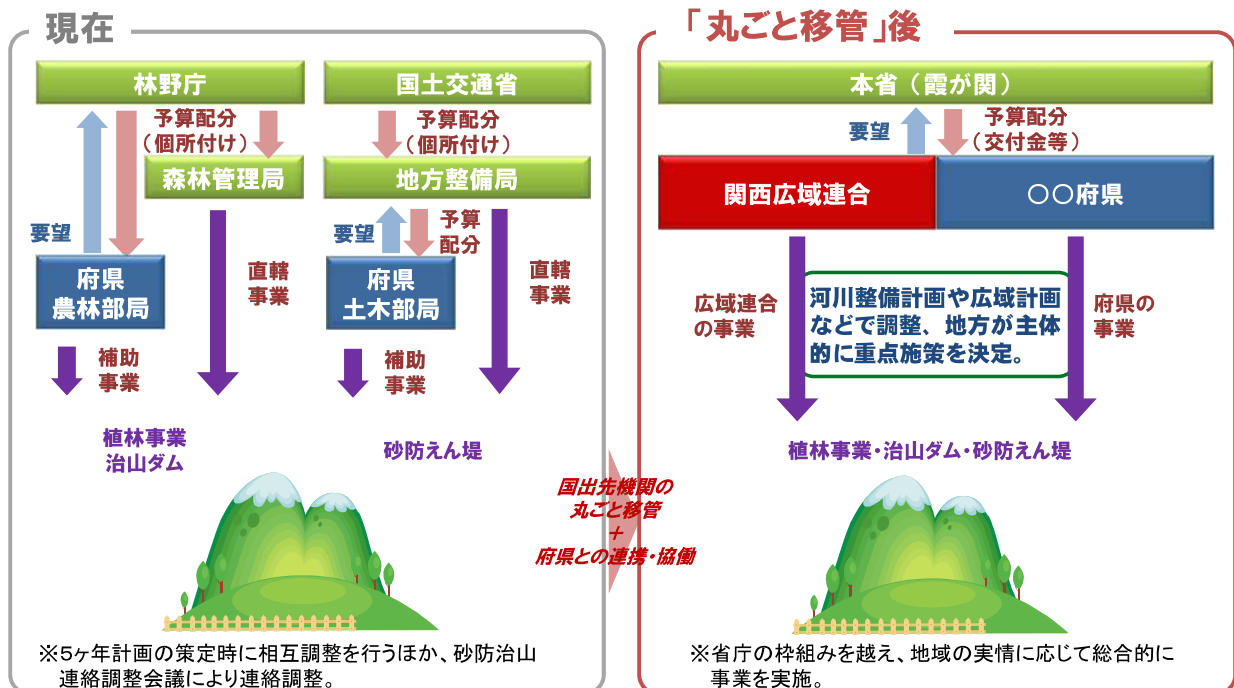 現在
林野庁
国土交通省
予算配分
(個所付け)
予算配分
(個所付け)
森林管理局
地方整備局
要望
要望
予算
配分
府県
農林部局
直轄
事業
府県
土木部局
直轄
事業
補助
事業
補助
事業
植林事業
治山ダム
砂防えん堤
※5ヶ年計画の策定時に相互調整を行うほか、砂防治山
連絡調整会議により連絡調整。
国出先機関の
丸ごと移管
+
府県との連携・協働
「丸ごと移管」後
本省(霞が関)
要望
予算配分
(交付金等)
関西広域連合
○○府県
広域連合
の事業
河川整備計画や広域計画
などで調整、地方が主体
的に重点施策を決定。
府県の
事業
植林事業・治山ダム・砂防えん堤
※省庁の枠組みを越え、地域の実情に応じて総合的に
事業を実施。